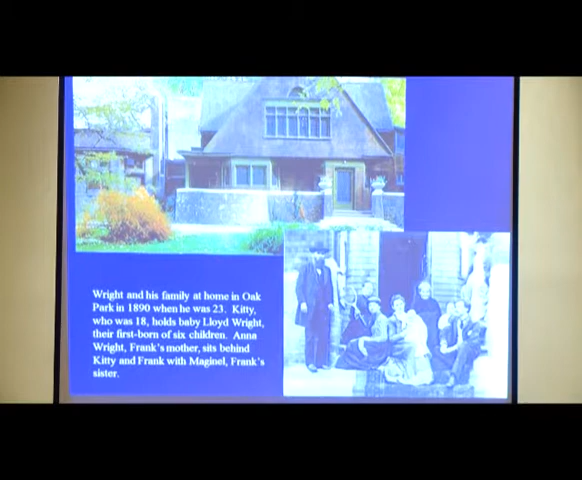 Wright and his family at home in Oak
Park in 1890 when he was 23. Kitty,
who was 18, holds baby Lloyd Wright,
their first-born of six children. Anna
Wright, Frank's mother, sits behind
Kitty and Frank with Maginel, Frank's
sister.